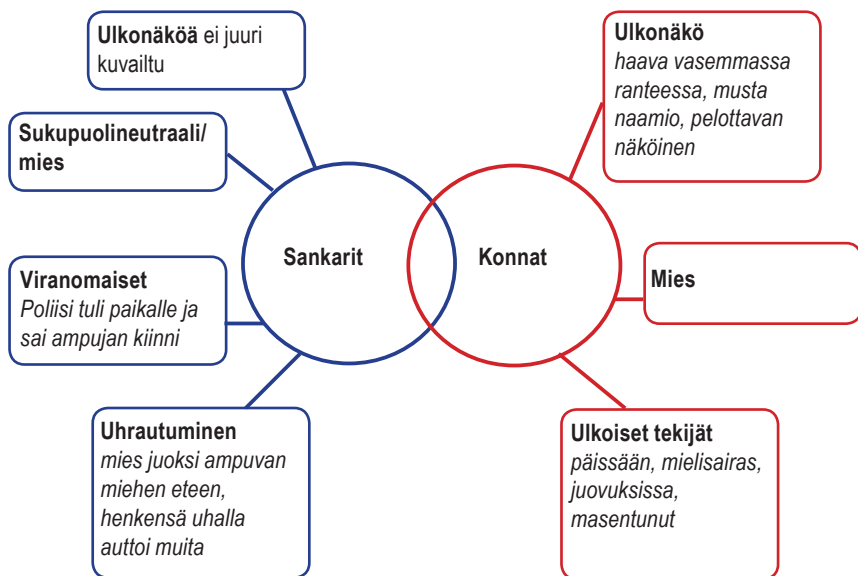 Ulkonäköä ei juuri
kuvailtu
Sukupuolineutraali/
mies
Viranomaiset
Poliisi tuli paikalle ja
sai ampujan kiinni
Uhrautuminen
mies juoksi ampuvan
miehen eteen,
henkensä uhalla
auttoi muita
Sankarit
Konnat
Ulkonäkö
haava vasemmassa
ranteessa, musta
naamio, pelottavan
näköinen
Mies
Ulkoiset tekijät
päissään, mielisairas,
juovuksissa,
masentunut